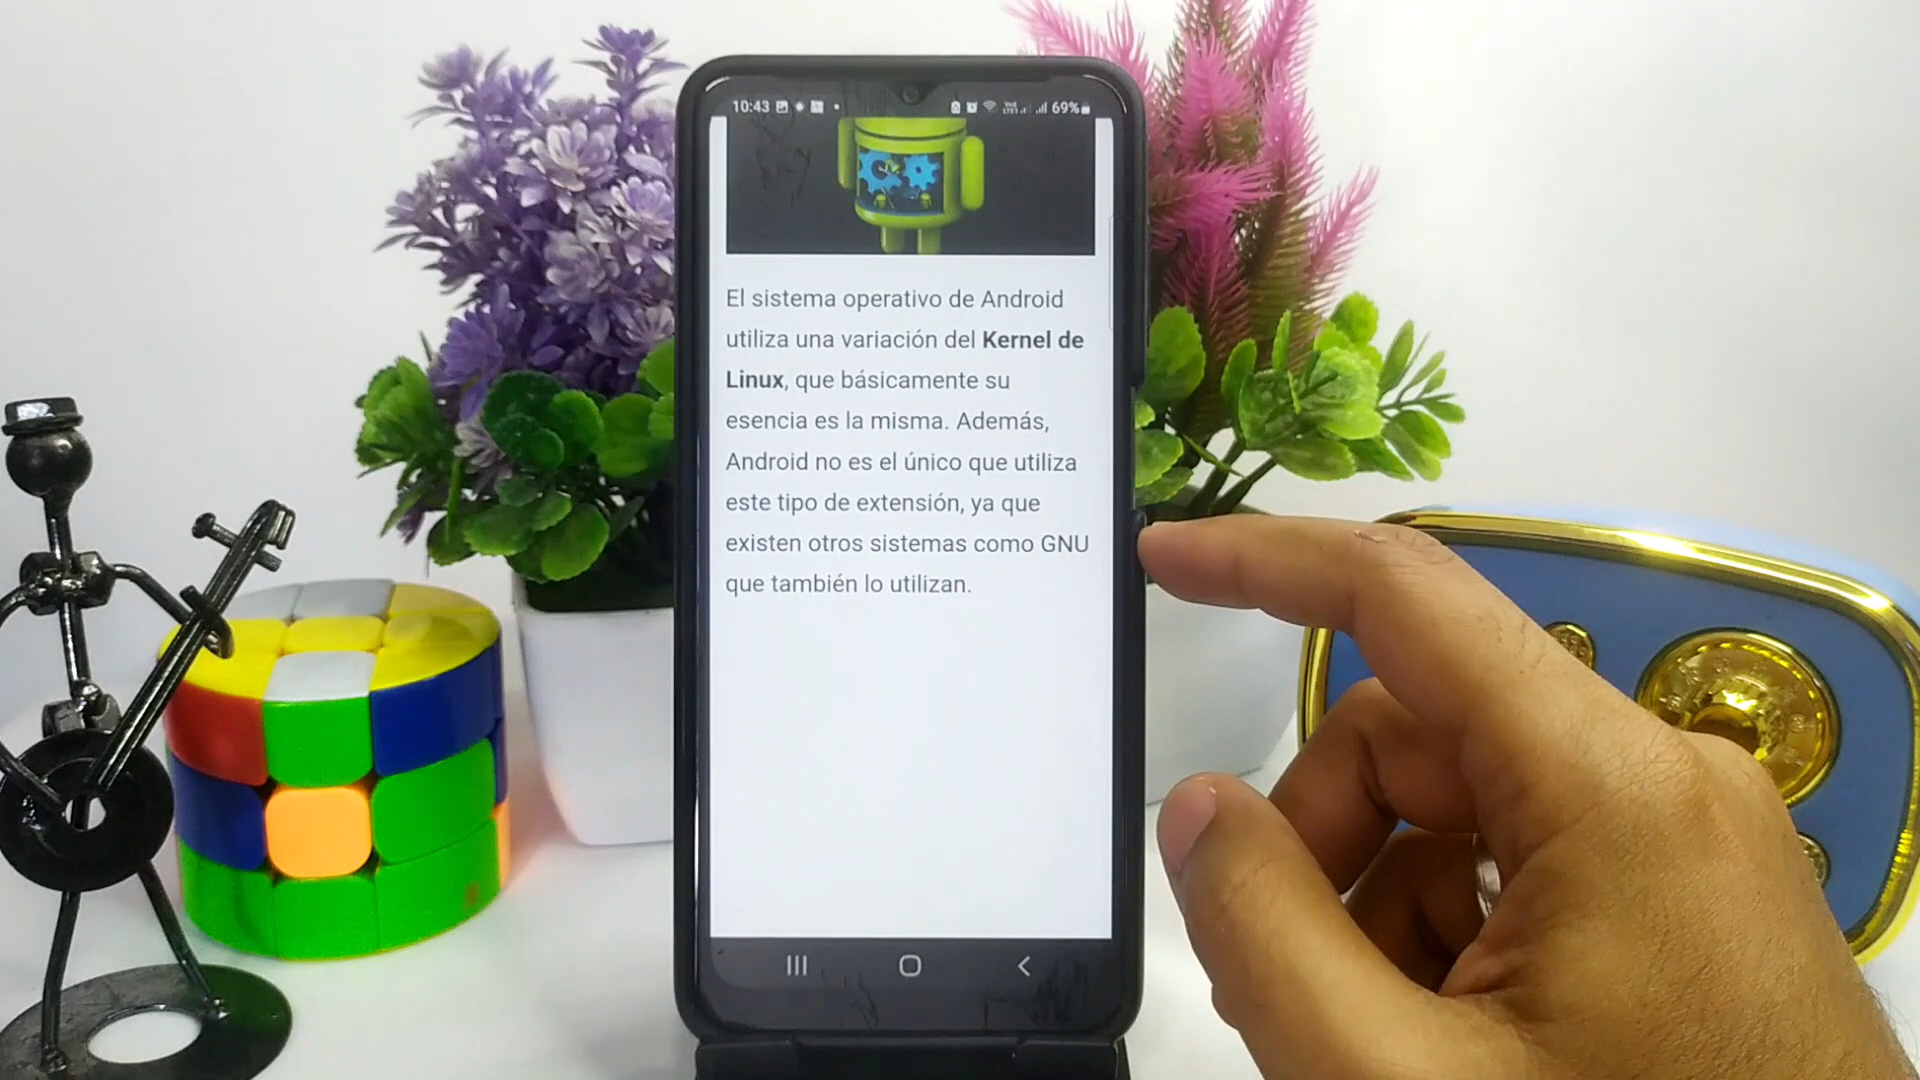 10:43 69%
El sistema operativo de Android
utiliza una variación del Kernel de
Linux, que básicamente su
esencia es la misma. Además,
Android no es el único que utiliza
este tipo de extensión, ya que
existen otros sistemas como GNU
que también lo utilizan.